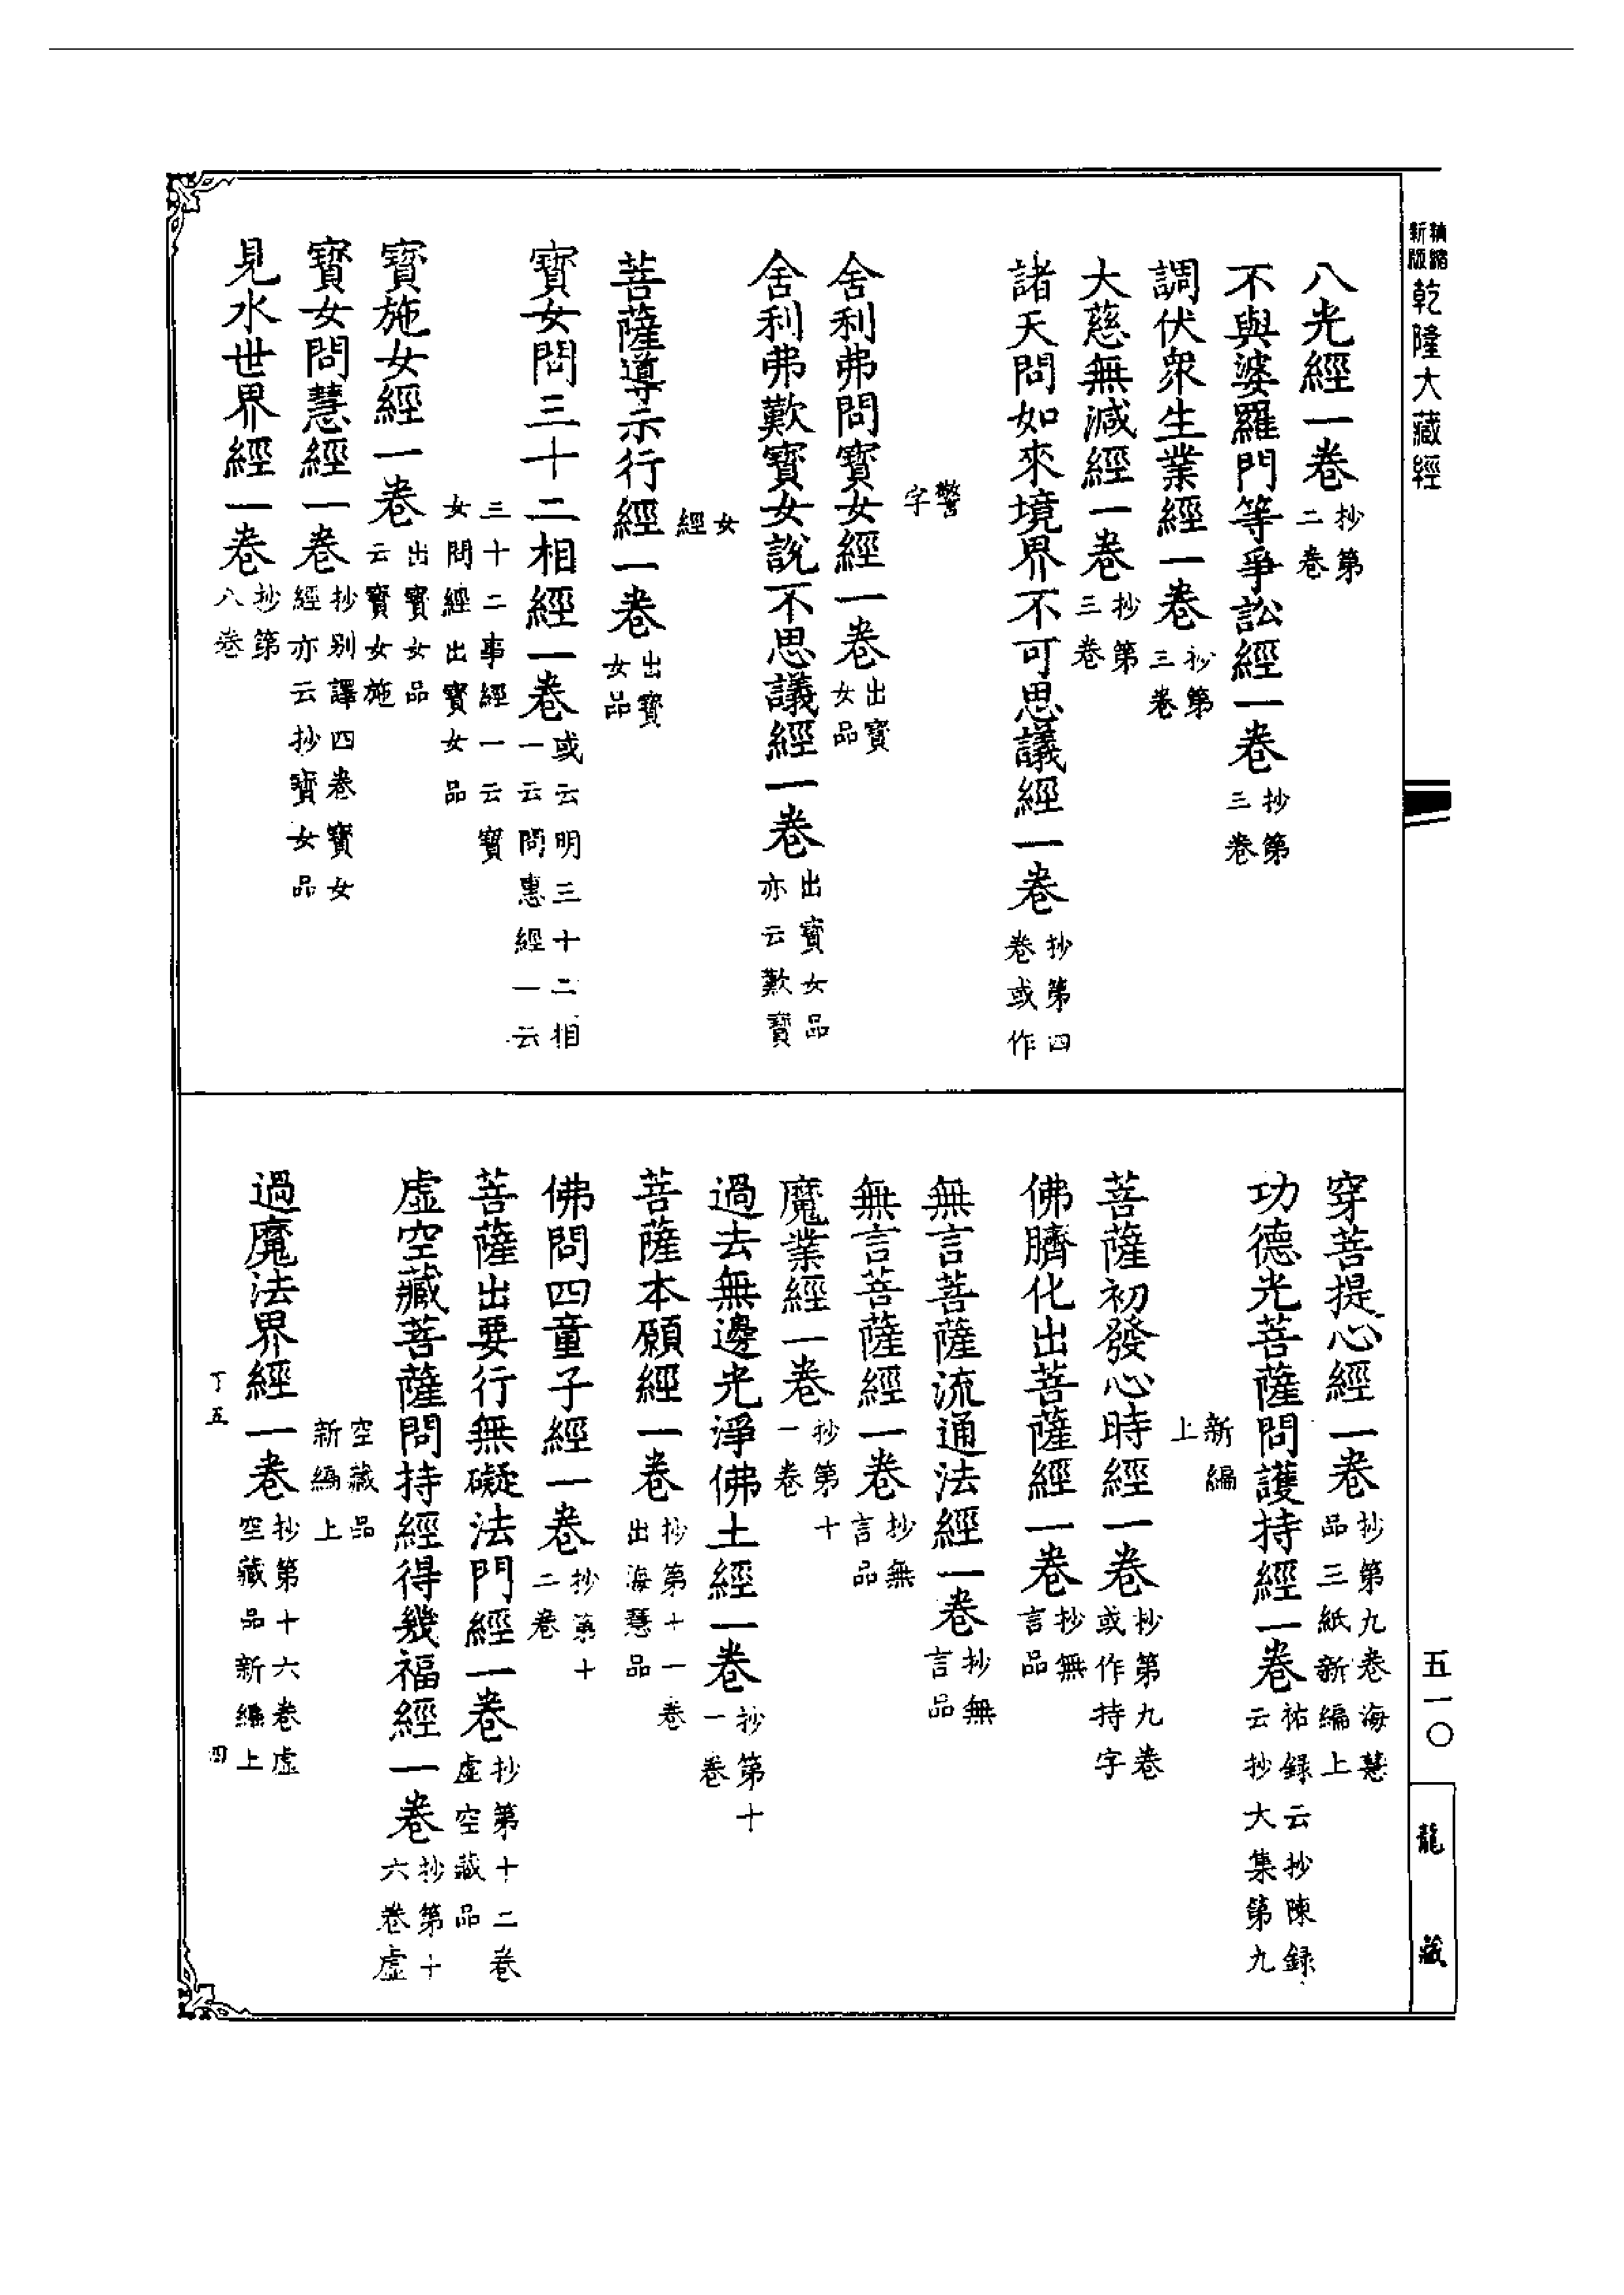 精縮新版乾隆大藏經
八光經一卷抄第二卷
不與婆羅門等爭訟經一卷抄第三卷
調伏衆生業經一卷抄第三卷
大慈無減經一卷抄第三卷
諸天問如來境界不可思議經一卷抄第四卷或作
警字
舍利弗問寶女經一卷出寶女品
舍利弗歎寶女說不思議經一卷出寶女品亦云歎寶
女經
菩薩導示行經一卷出寶女品
寶女問三十二相經一卷或云明三十二相一云問惠經一云
三十二事經一云寶女問經出寶女品
寶施女經一卷出寶女品云寶女施
寶女問慧經一卷抄别譯四卷寶女經亦云抄寶女品
見水世界經一卷抄第八卷
穿菩提心經一卷抄第九卷海慧品三紙新編上
功德光菩薩問護持經一卷祐録云抄陳録云抄大集第九
新編上
菩薩初發心時經一卷抄第九卷或作持字
佛臍化出菩薩經一卷抄無言品
無言菩薩流通法經一卷抄無言品
無言菩薩經一卷抄無言品
魔業經一卷抄第十一卷
過去無邊光淨佛土經一卷抄第十一卷
菩薩本願經一卷抄第十一卷出海慧品
佛問四童子經一卷抄第十二卷
菩薩出要行無礙法門經一卷抄第十二卷虛空藏品
虛空藏菩薩問持經得幾福經一卷抄第十六卷虛
空藏品新編上
過魔法界經一卷抄第十六卷虛空藏品新編上
丁五
四
五一〇
龍藏